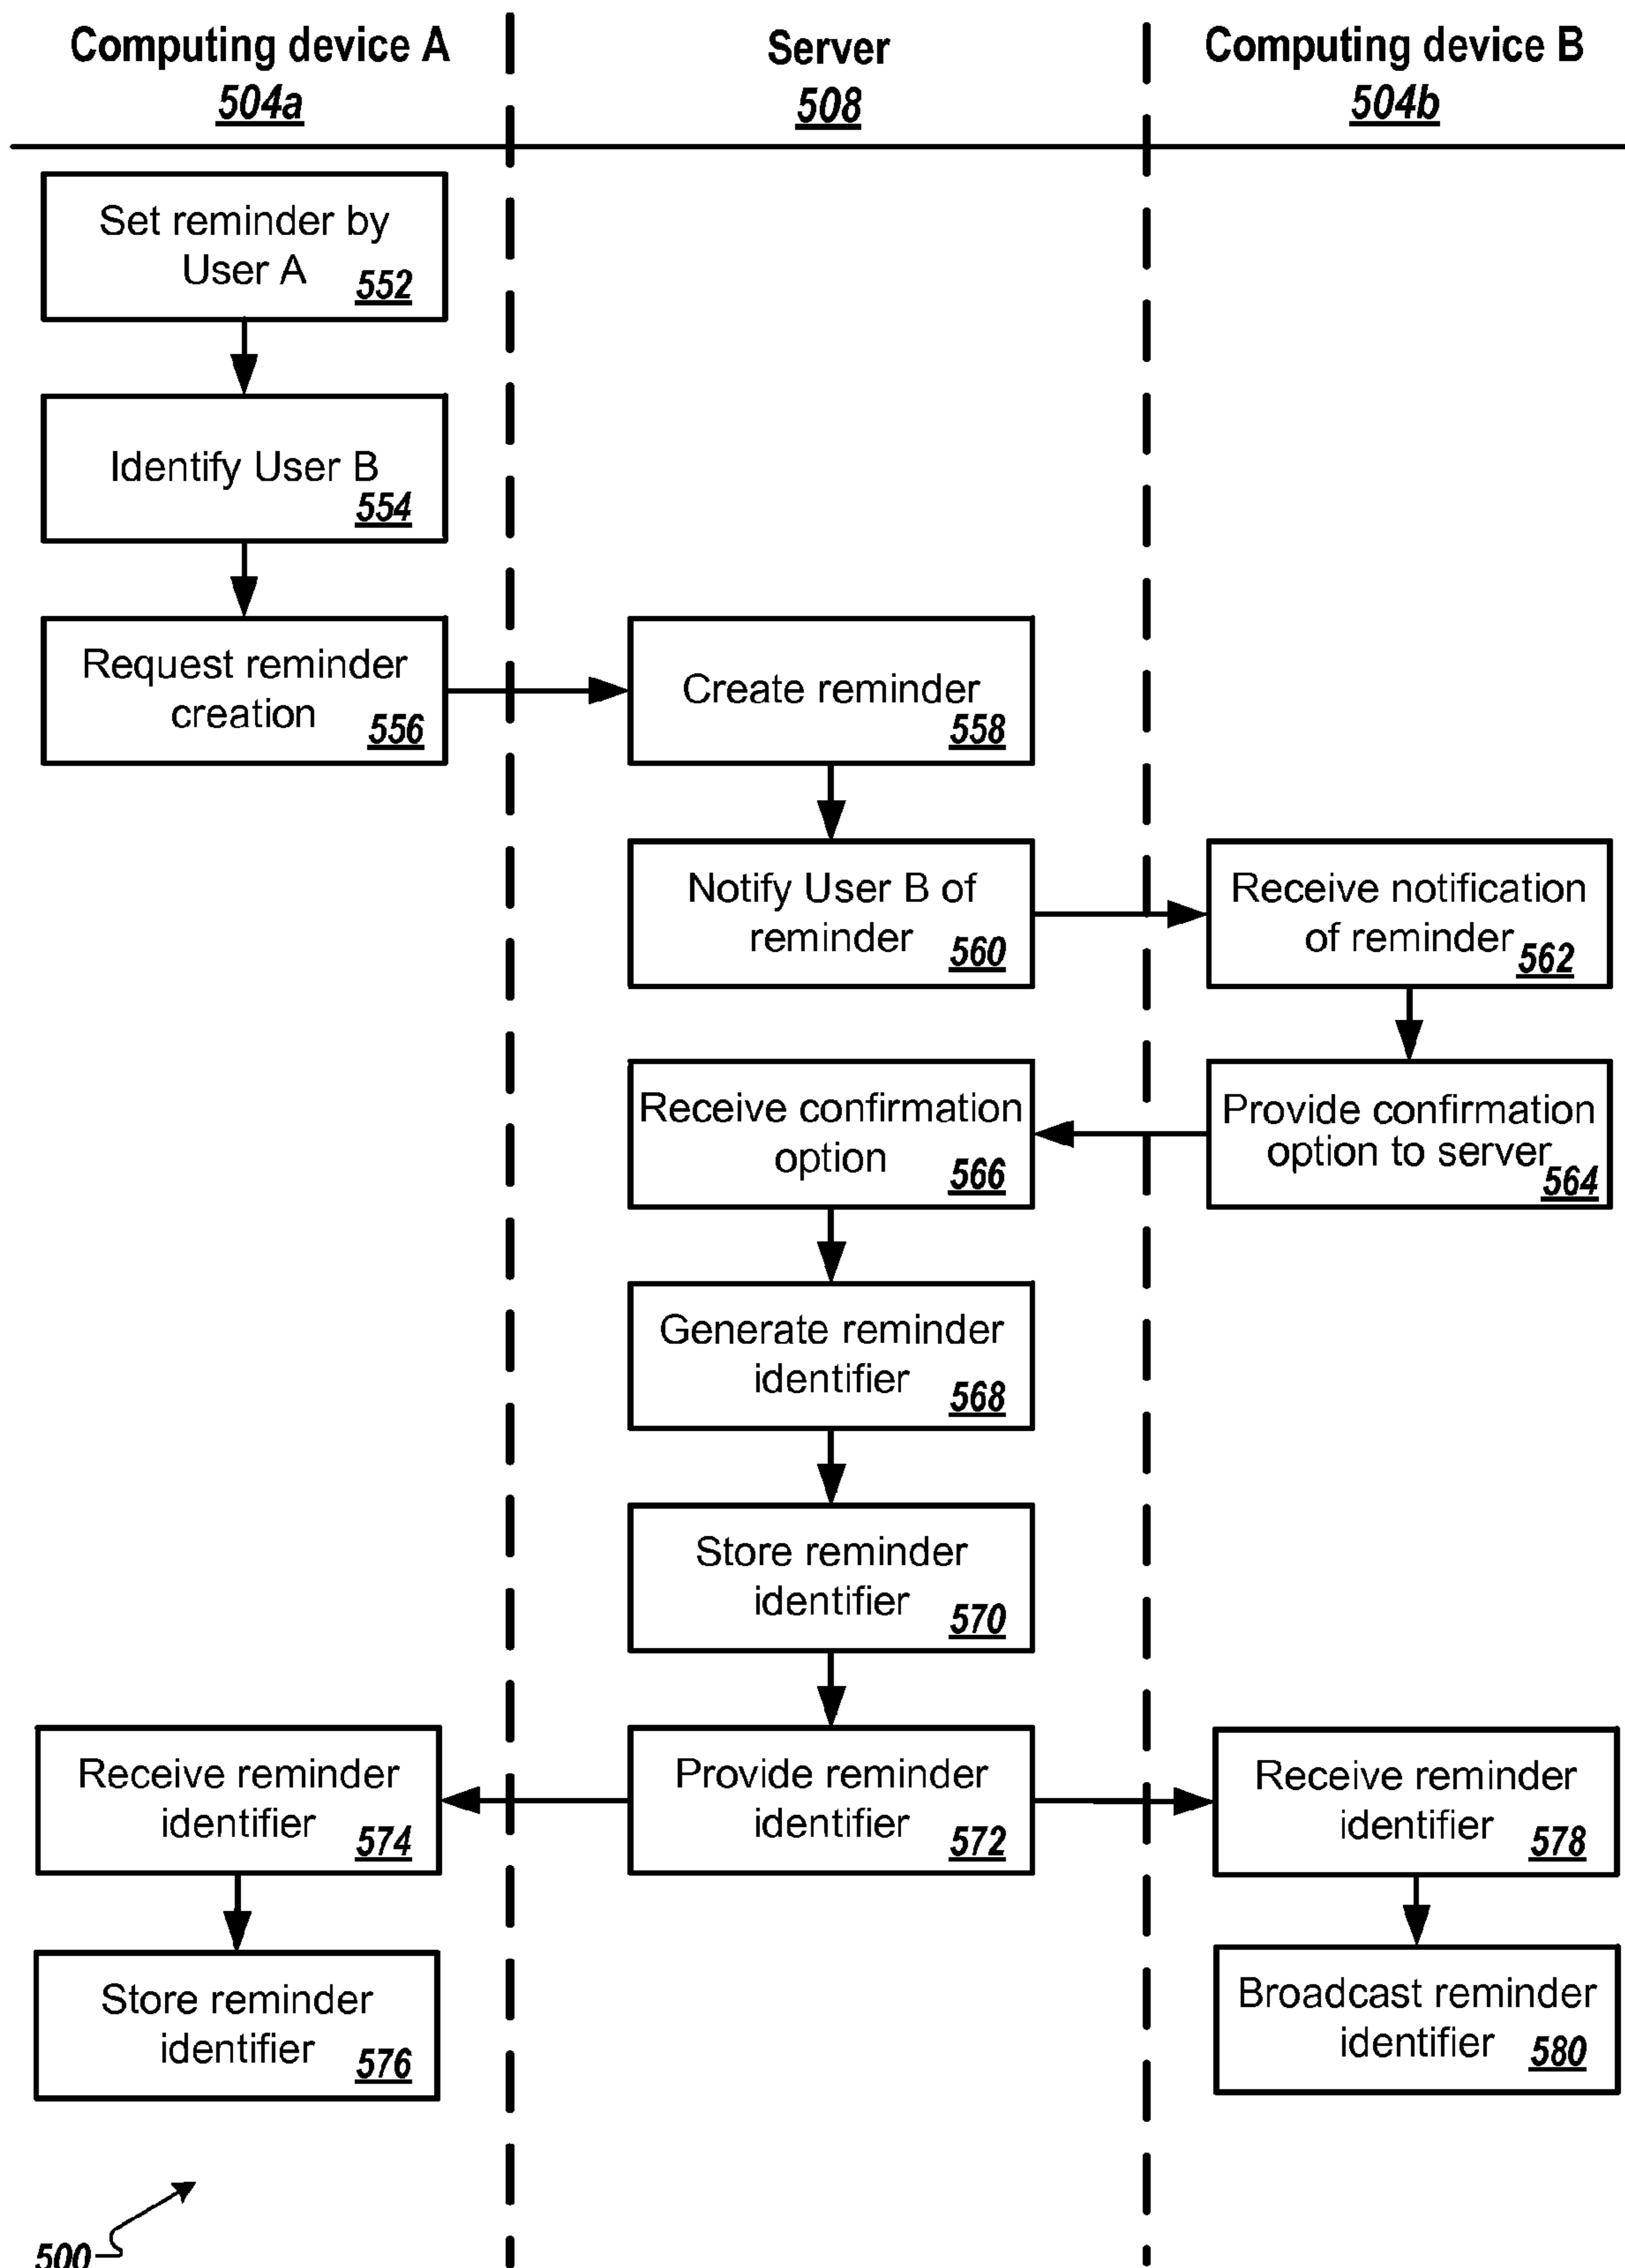 Computing device A
504a
Server
508
Computing device B
504b
Set reminder by
User A
552
Identify User B
554
Request reminder
creation
556
Create reminder
558
Notify User B of
reminder
560
Receive notification
of reminder
562
Receive confirmation
option
566
Provide confirmation
option to server
564
Generate reminder
identifier
568
Store reminder
identifier
570
Receive reminder
identifier
574
Provide reminder
identifier
572
Receive reminder
identifier
578
Store reminder
identifier
576
Broadcast reminder
identifier
580
500